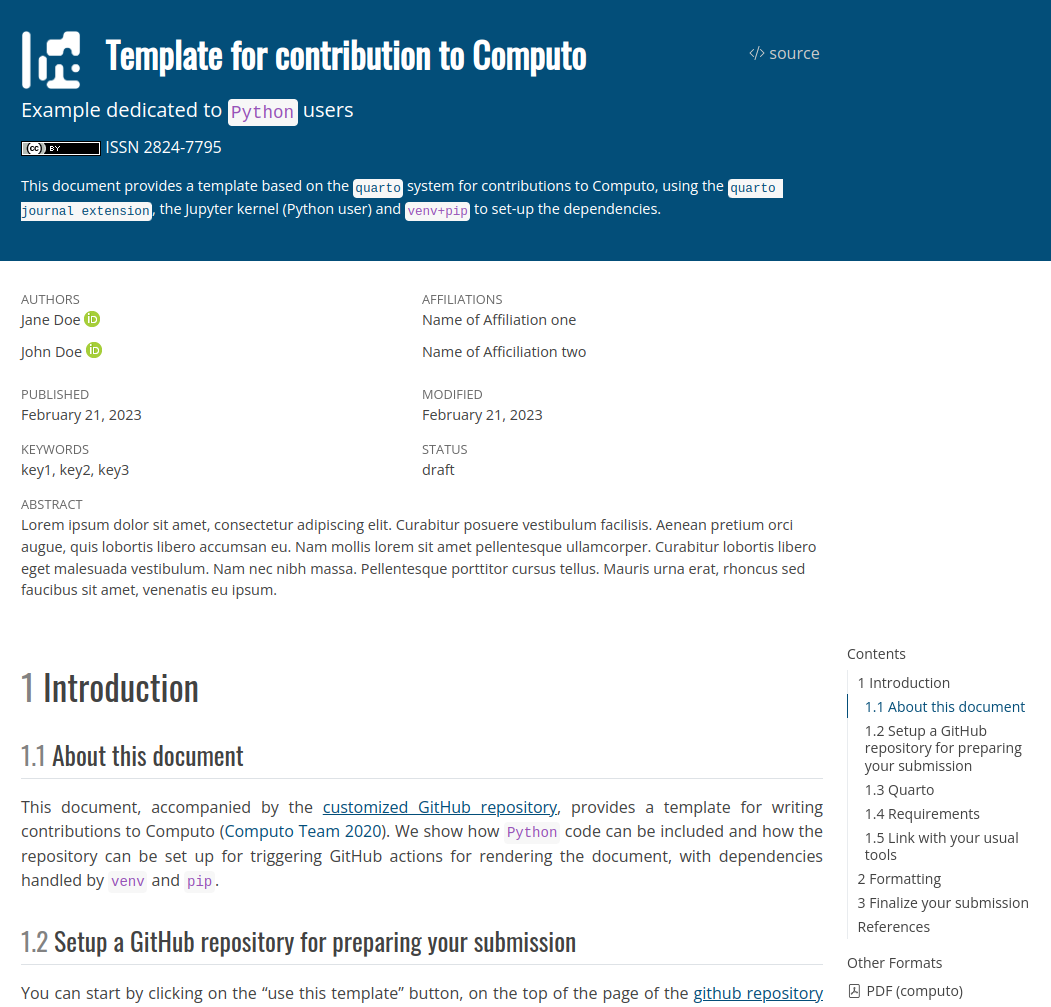 Template for contribution to Computo
</> source
Example dedicated to Python users
CC BY ISSN 2824-7795
This document provides a template based on the quarto system for contributions to Computo, using the quarto
journal extension, the Jupyter kernel (Python user) and venv+pip to set-up the dependencies.
AUTHORS
Jane Doe iD
John Doe iD
AFFILIATIONS
Name of Affiliation one
Name of Afficiliation two
PUBLISHED
February 21, 2023
MODIFIED
February 21, 2023
KEYWORDS
key1, key2, key3
STATUS
draft
ABSTRACT
Lorem ipsum dolor sit amet, consectetur adipiscing elit. Curabitur posuere vestibulum facilisis. Aenean pretium orci
augue, quis lobortis libero accumsan eu. Nam mollis lorem sit amet pellentesque ullamcorper. Curabitur lobortis libero
eget malesuada vestibulum. Nam nec nibh massa. Pellentesque porttitor cursus tellus. Mauris urna erat, rhoncus sed
faucibus sit amet, venenatis eu ipsum.
1 Introduction
1.1 About this document
This document, accompanied by the customized GitHub repository, provides a template for writing
contributions to Computo (Computo Team 2020). We show how Python code can be included and how the
repository can be set up for triggering GitHub actions for rendering the document, with dependencies
handled by venv and pip.
1.2 Setup a GitHub repository for preparing your submission
You can start by clicking on the “use this template” button, on the top of the page of the github repository
Contents
1 Introduction
1.1 About this document
1.2 Setup a GitHub
repository for preparing
your submission
1.3 Quarto
1.4 Requirements
1.5 Link with your usual
tools
2 Formatting
3 Finalize your submission
References
Other Formats
PDF (computo)